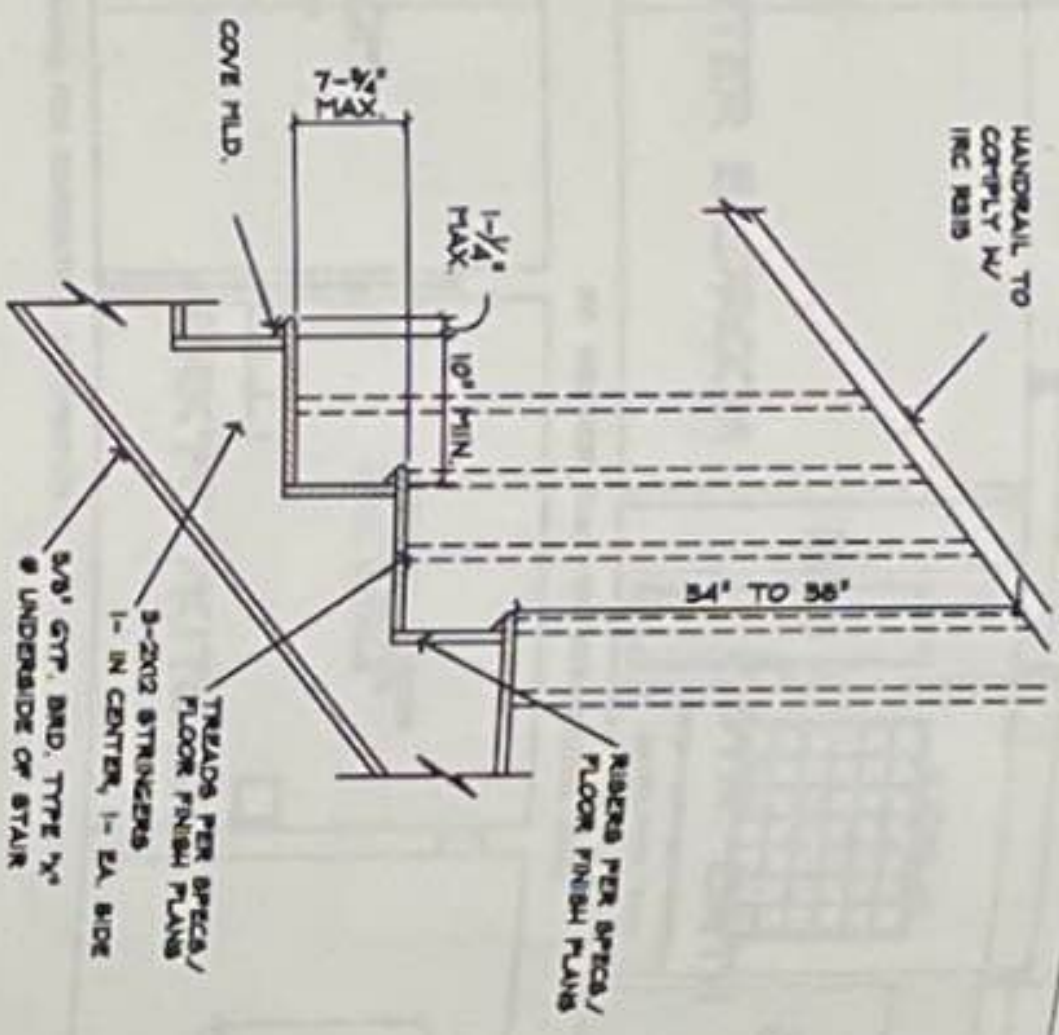 HANDRAIL TO
COMPLY W/
IRC R315
7-3/4"
MAX.
1-1/4"
MAX.
10" MIN.
COVE MLD.
34" TO 38"
RISERS PER SPECS/
FLOOR FINISH PLANS
TREADS PER SPECS/
FLOOR FINISH PLANS
3-2X12 STRINGERS
1- IN CENTER, 1- EA. SIDE
5/8" GYP. BRD. TYPE "X"
@ UNDERSIDE OF STAIR